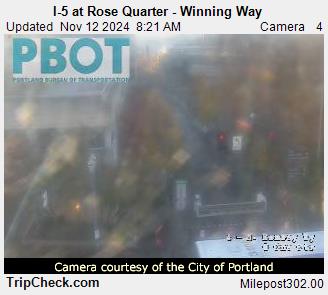 I-5 at Rose Quarter - Winning Way
Updated Nov 12 2024 8:21 AM Camera 4
PBOT
PORTLAND BUREAU OF TRANSPORTATION
Camera courtesy of the City of Portland
TripCheck.com Milepost302.00